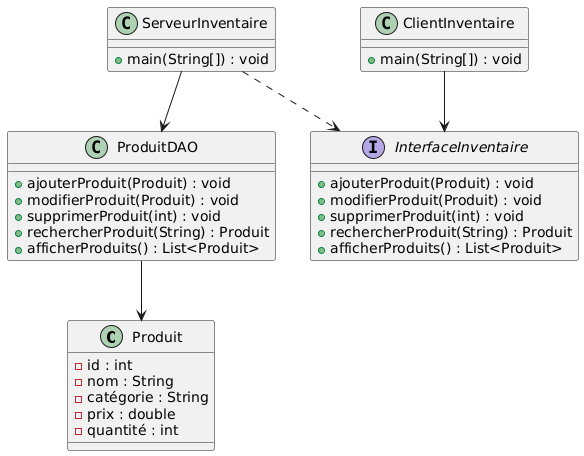 C ServeurInventaire
main(String[]) : void
C ClientInventaire
main(String[]) : void
C ProduitDAO
ajouterProduit(Produit) : void
modifierProduit(Produit) : void
supprimerProduit(int) : void
rechercherProduit(String) : Produit
afficherProduits() : List<Produit>
I InterfaceInventaire
ajouterProduit(Produit) : void
modifierProduit(Produit) : void
supprimerProduit(int) : void
rechercherProduit(String) : Produit
afficherProduits() : List<Produit>
C Produit
id : int
nom : String
catégorie : String
prix : double
quantité : int